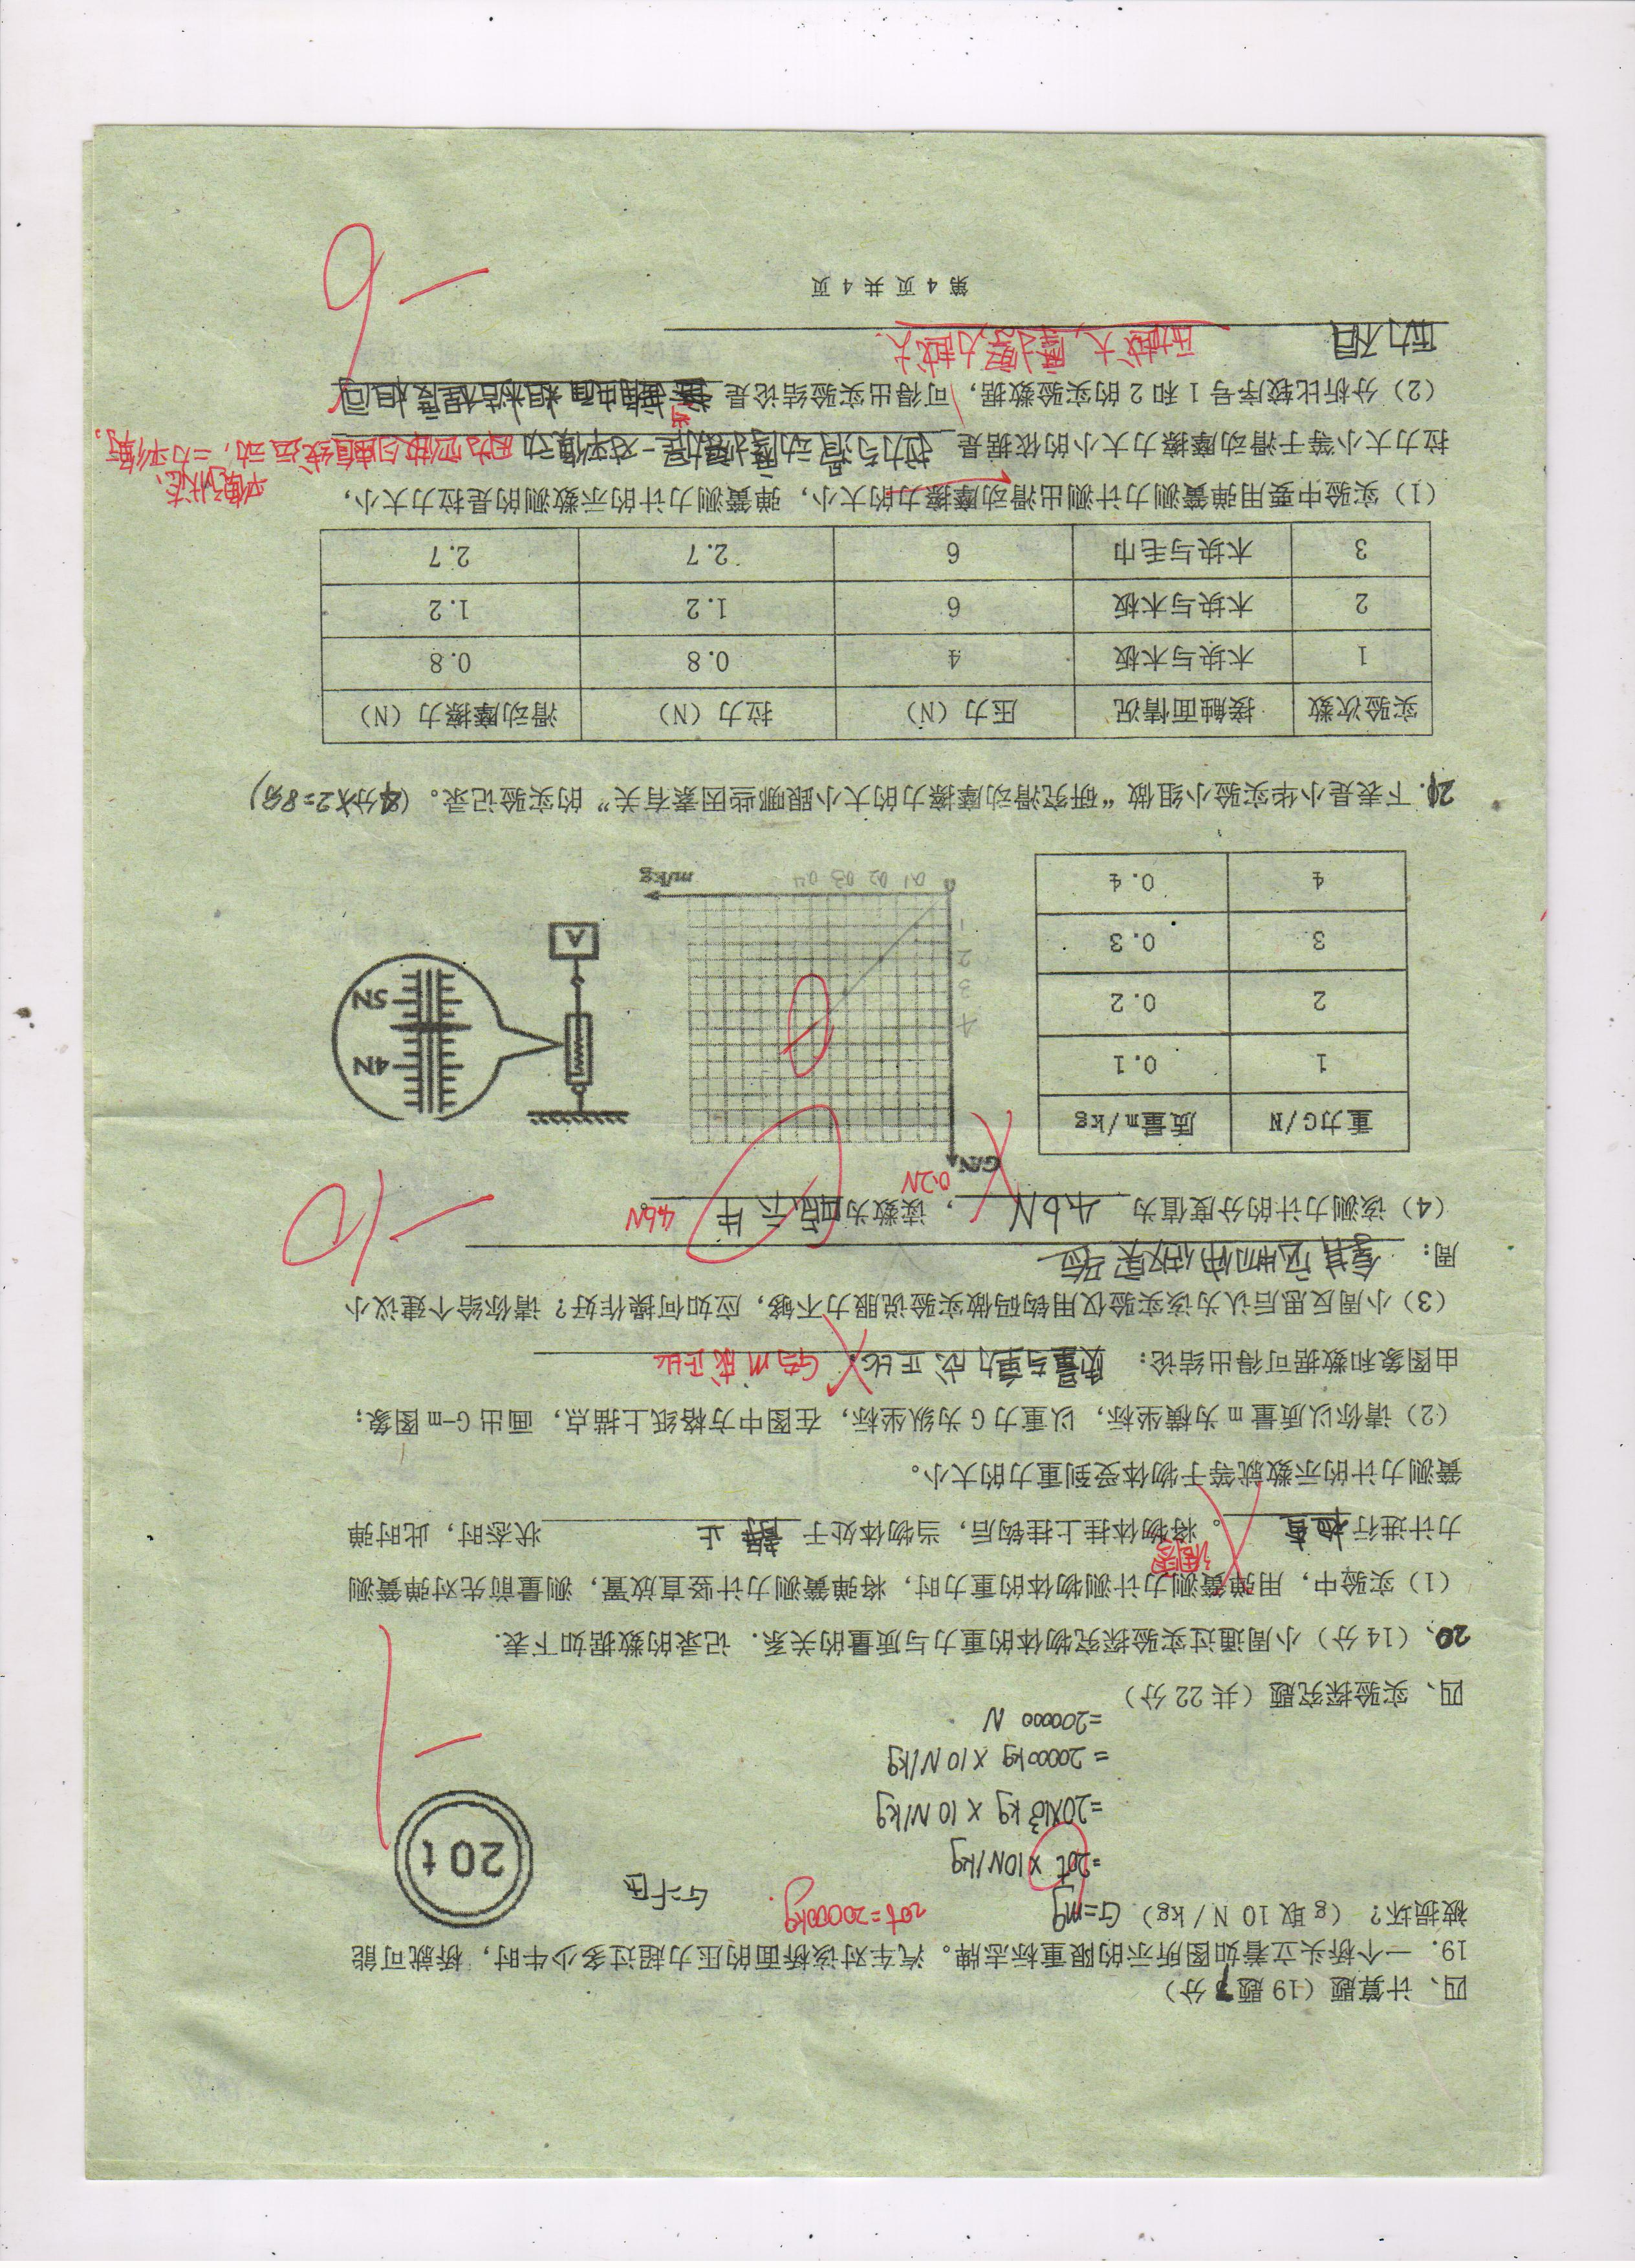 四、计算题（19题7分）
19. 一个桥头立着如图所示的限重标志牌。汽车对该桥面的压力超过多少牛时，桥就可能
被损坏？（g取10 N/kg） G=mg
20t=20000kg
G=F压
=20t×10N/kg
=20×10³kg×10N/kg
=20000kg×10N/kg
=200000 N
20 t
四、实验探究题（共22分）
20、（14分）小周通过实验探究物体的重力与质量的关系. 记录的数据如下表.
（1）实验中，用弹簧测力计测物体的重力时，将弹簧测力计竖直放置，测量前先对弹簧测
调零
力计进行检查。将物体挂上挂钩后，当物体处于静止状态时，此时弹
簧测力计的示数就等于物体受到重力的大小。
（2）请你以质量m为横坐标，以重力G为纵坐标，在图中方格纸上描点，画出G—m图象；
由图象和数据可得出结论：质量与重力成正比. G与m成正比
（3）小周反思后认为该实验仅用钩码做实验说服力不够，应如何操作好？请你给个建议小
周：
（4）该测力计的分度值为 4.6N ，读数为 4.6N
0.2N
重力G/N 质量m/kg
1 0.1
2 0.2
3 0.3
4 0.4
G/N
4
3
2
1
0 0.1 0.2 0.3 0.4 m/kg
4N
5N
A
21. 下表是小华实验小组做“研究滑动摩擦力的大小跟哪些因素有关”的实验记录。（4分×2=8分）
实验次数 接触面情况 压力（N） 拉力（N） 滑动摩擦力（N）
1 木块与木板 4 0.8 0.8
2 木块与木板 6 1.2 1.2
3 木块与毛巾 6 2.7 2.7
（1）实验中要用弹簧测力计测出滑动摩擦力的大小，弹簧测力计的示数测的是拉力大小，
平衡状态、
拉力大小等于滑动摩擦力大小的依据是 拉力与滑动摩擦力是一对平衡力 因为它做匀速直线运动，二力平衡。
（2）分析比较序号1和2的实验数据，可得出实验结论是 当接触面粗糙程度相同
压力不同 压力越大、摩擦力越大.
第 4 页 共 4 页